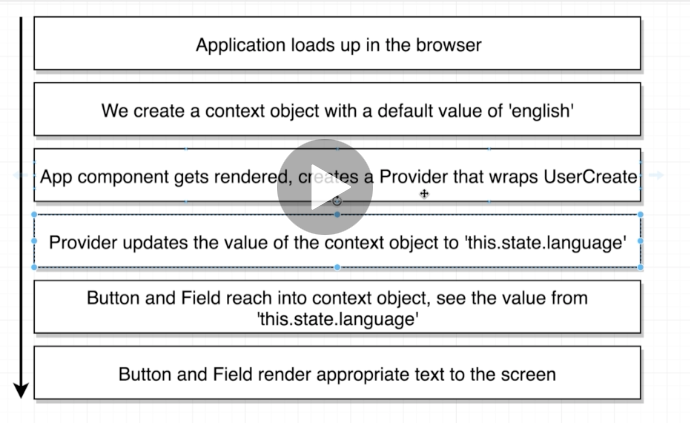 Application loads up in the browser
We create a context object with a default value of 'english'
App component gets rendered, creates a Provider that wraps UserCreate
Provider updates the value of the context object to 'this.state.language'
Button and Field reach into context object, see the value from
'this.state.language'
Button and Field render appropriate text to the screen